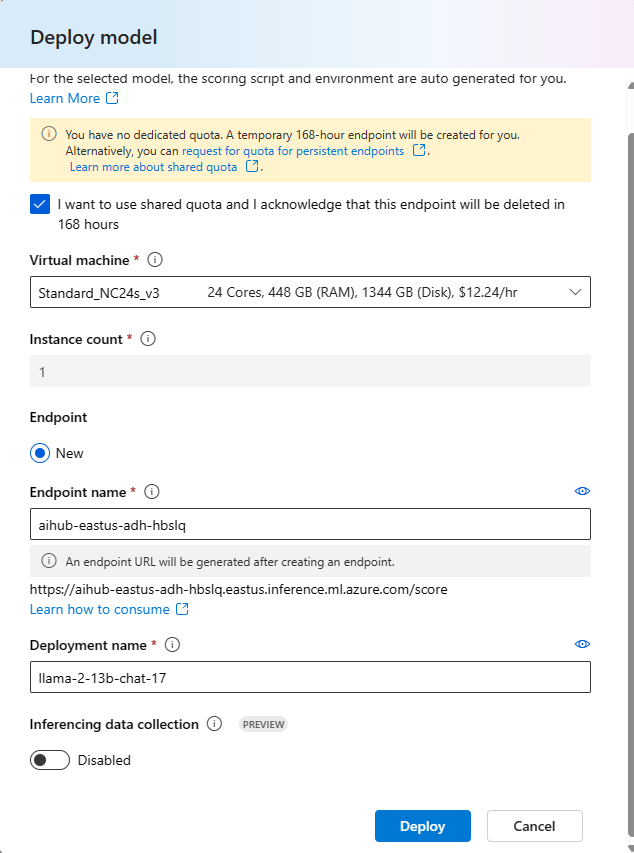 Deploy model
For the selected model, the scoring script and environment are auto generated for you.
Learn More
You have no dedicated quota. A temporary 168-hour endpoint will be created for you.
Alternatively, you can request for quota for persistent endpoints .
Learn more about shared quota .
I want to use shared quota and I acknowledge that this endpoint will be deleted in
168 hours
Virtual machine *
Standard_NC24s_v3 24 Cores, 448 GB (RAM), 1344 GB (Disk), $12.24/hr
Instance count *
1
Endpoint
New
Endpoint name *
aihub-eastus-adh-hbslq
An endpoint URL will be generated after creating an endpoint.
https://aihub-eastus-adh-hbslq.eastus.inference.ml.azure.com/score
Learn how to consume
Deployment name *
llama-2-13b-chat-17
Inferencing data collection PREVIEW
Disabled
Deploy Cancel